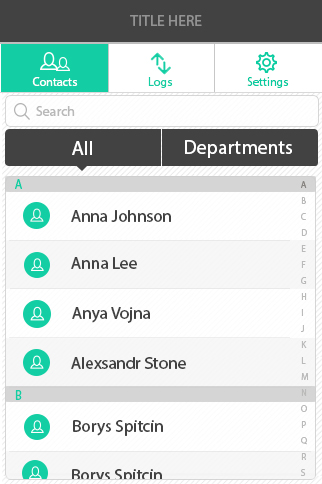 TITLE HERE
Contacts
Logs
Settings
Search
All
Departments
A
Anna Johnson
Anna Lee
Anya Vojna
Alexsandr Stone
B
Borys Spitcin
Borys Spitcin
A
B
C
D
E
F
G
H
I
J
K
L
M
N
O
P
Q
R
S